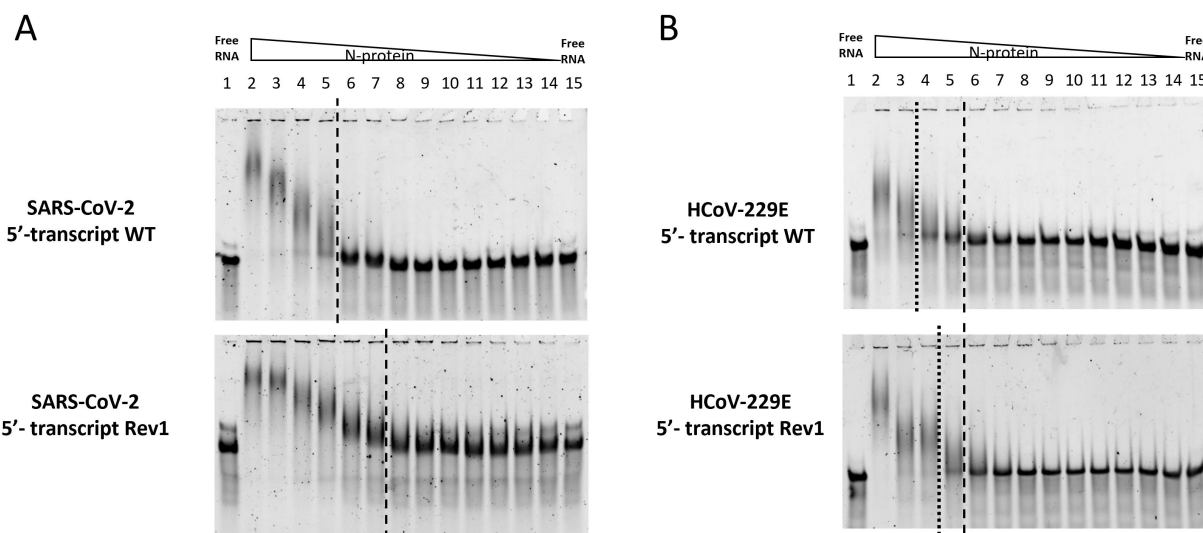 A
Free
RNA
N-protein
Free
RNA
1 2 3 4 5 6 7 8 9 10 11 12 13 14 15
SARS-CoV-2
5’-transcript WT
SARS-CoV-2
5’- transcript Rev1
B
Free
RNA
N-protein
Fre
RNA
1 2 3 4 5 6 7 8 9 10 11 12 13 14 15
HCoV-229E
5’- transcript WT
HCoV-229E
5’- transcript Rev1